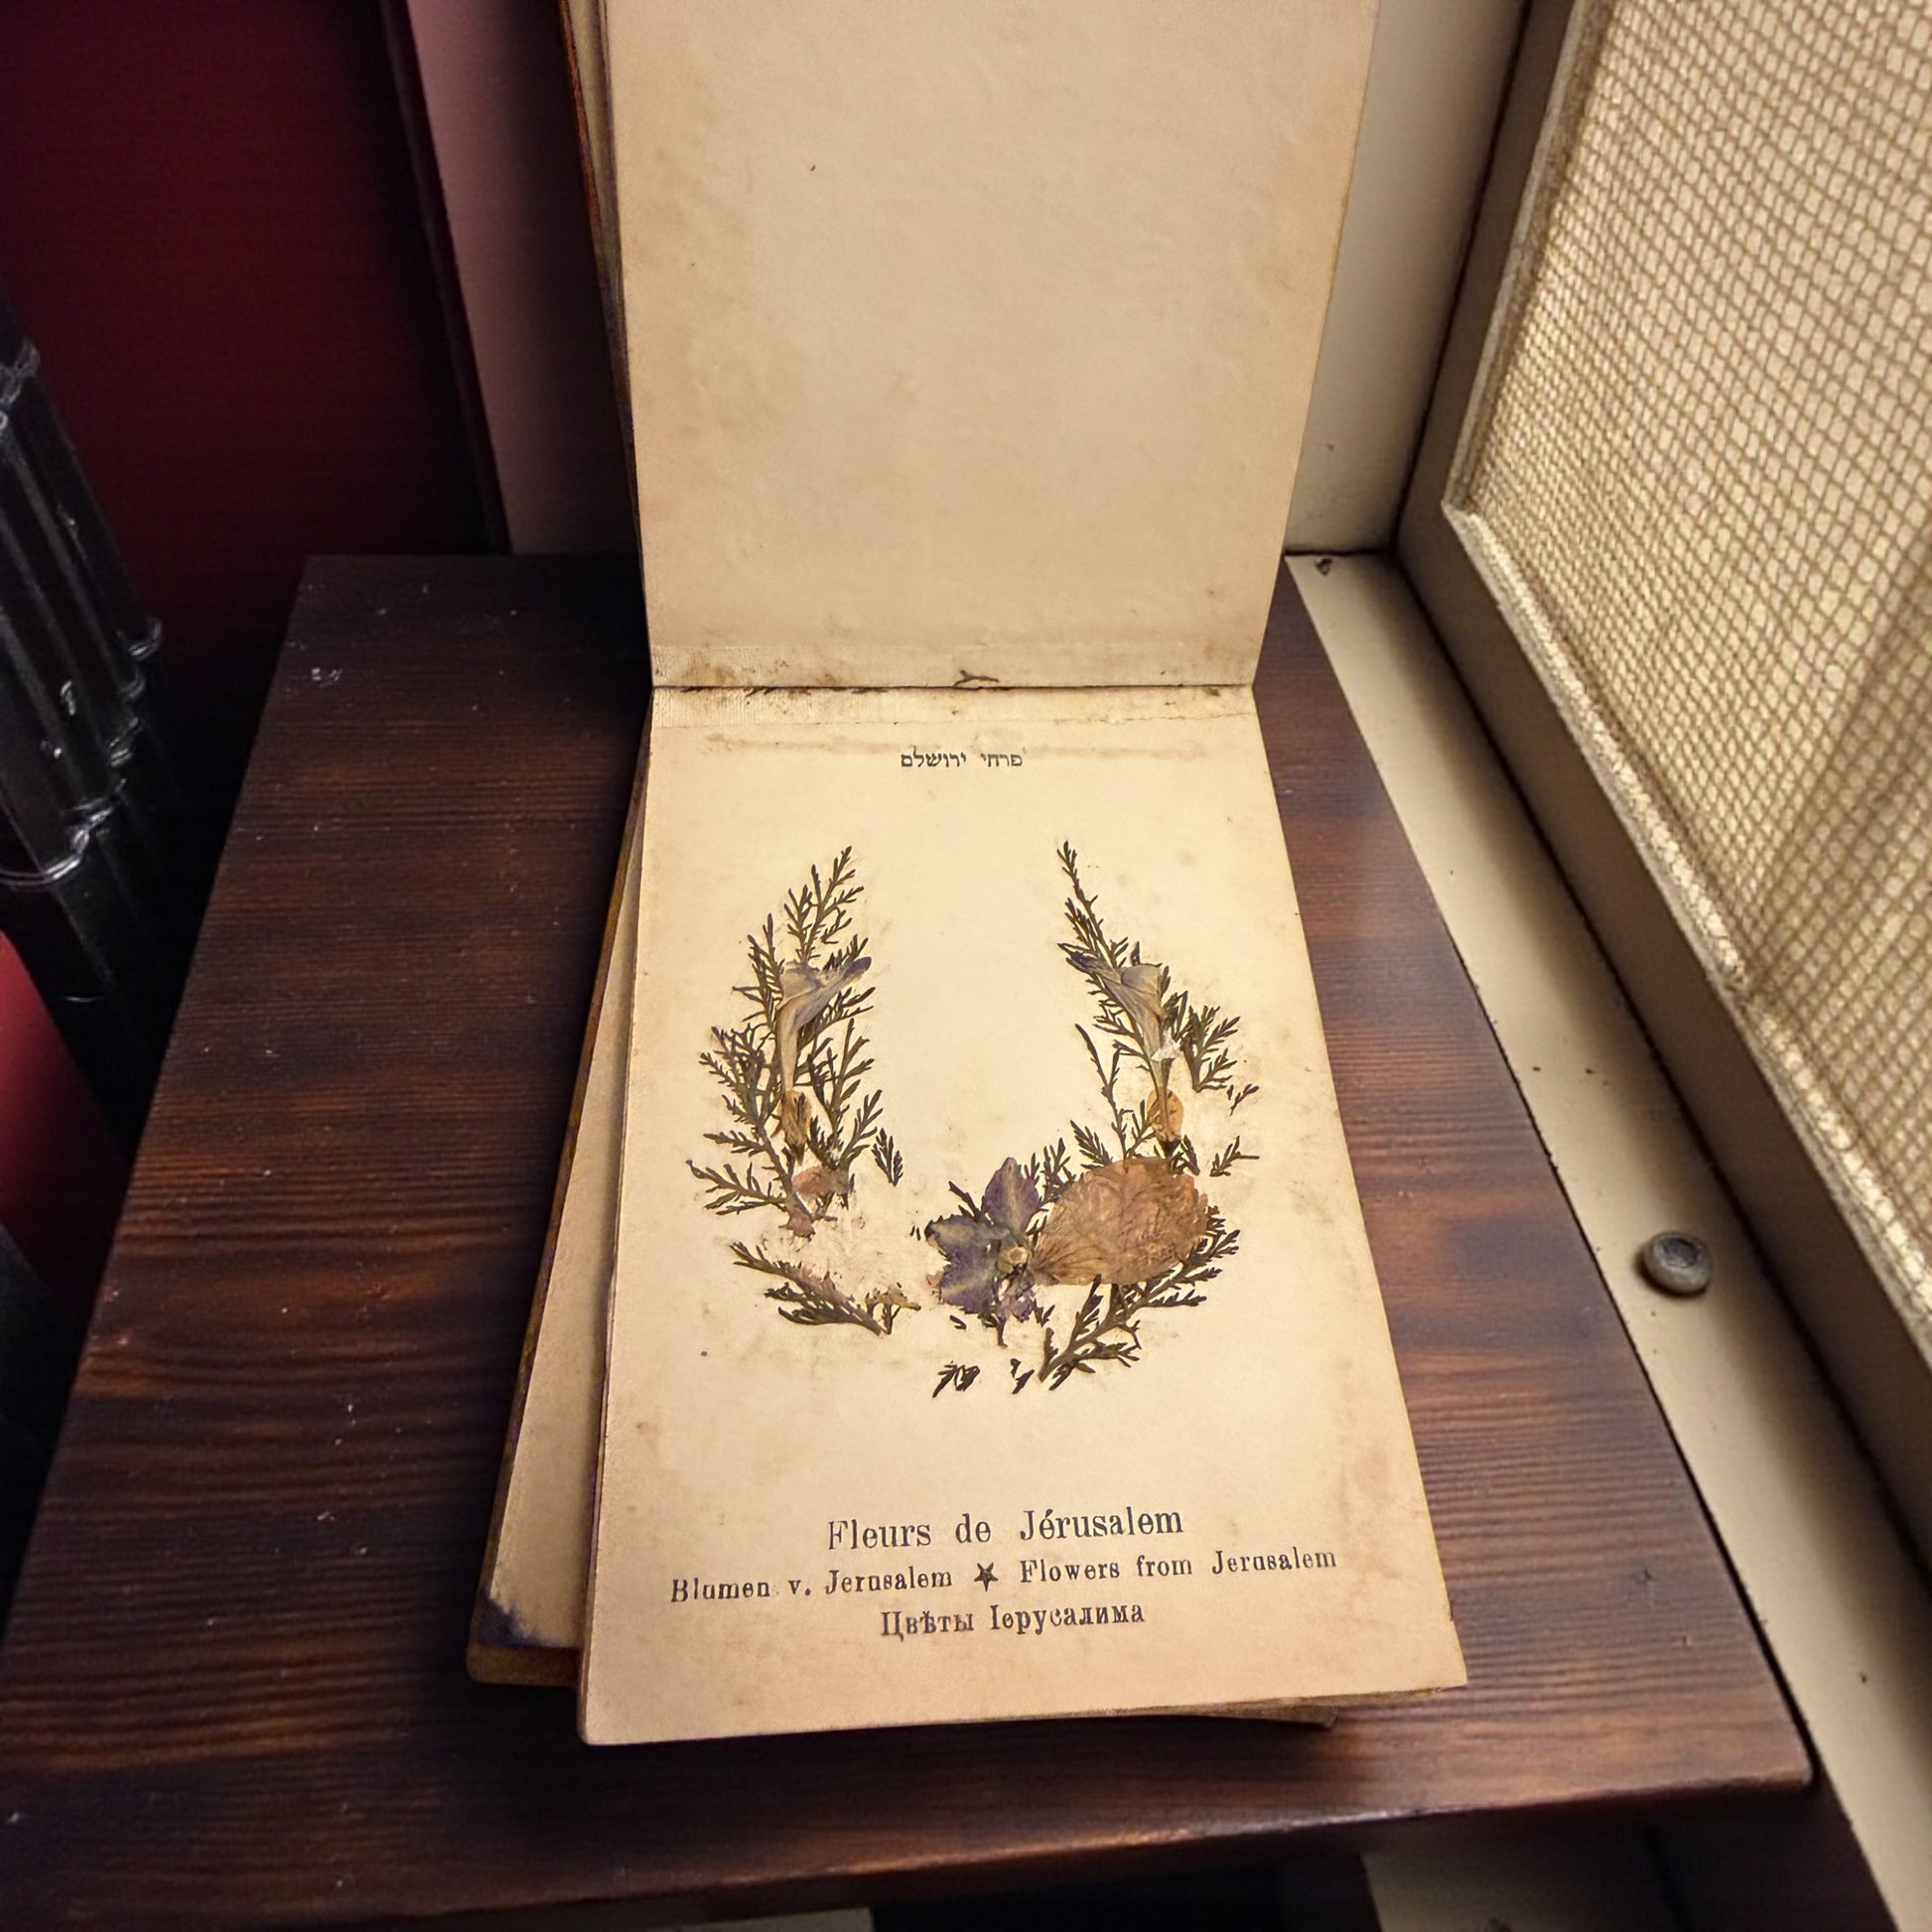 פרחי ירושלם
Fleurs de Jérusalem
Blumen v. Jerusalem ★ Flowers from Jerusalem
Цвѣты Іерусалима